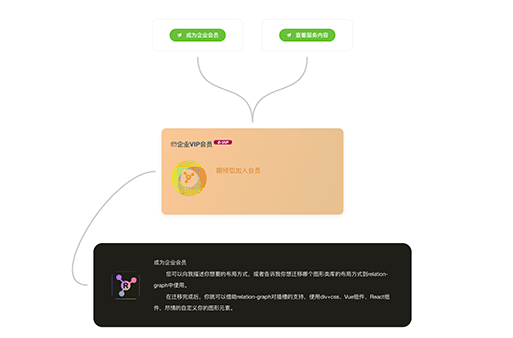 成为企业会员
查看服务内容
企业VIP会员
期待您加入会员
成为企业会员
您可以向我描述你想要的布局方式，或者告诉我你想迁移哪个图形类库的布局方式到relation-
graph中使用。
在迁移完成后，你就可以借助relation-graph对插槽的支持，使用div+css、Vue组件、React组
件，尽情的自定义你的图形元素。